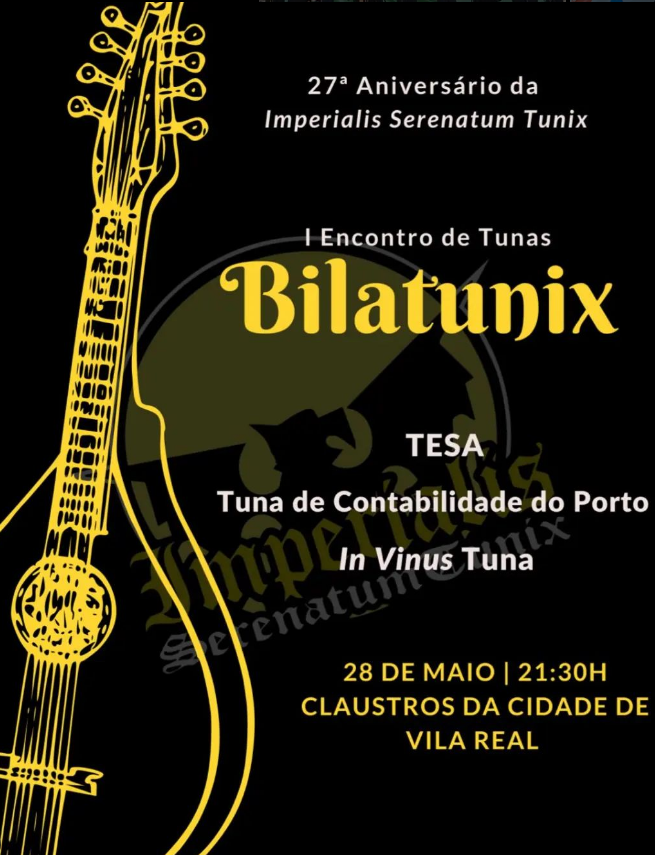 27ª Aniversário da
Imperialis Serenatum Tunix
I Encontro de Tunas
Bilatunix
TESA
Tuna de Contabilidade do Porto
In Vinus Tuna
Imperialis
Serenatum Tunix
28 DE MAIO | 21:30H
CLAUSTROS DA CIDADE DE
VILA REAL